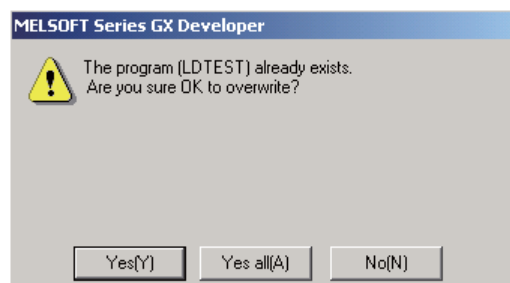 MELSOFT Series GX Developer
The program (LDTEST) already exists.
Are you sure OK to overwrite?
Yes(Y) Yes all(A) No(N)